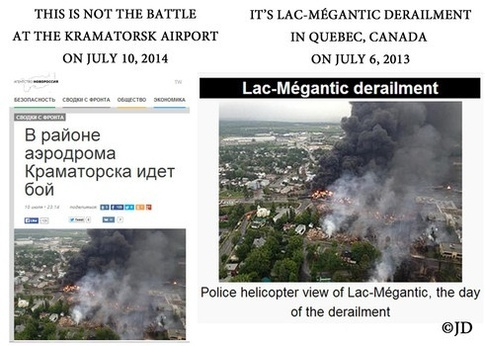 THIS IS NOT THE BATTLE
AT THE KRAMATORSK AIRPORT
ON JULY 10, 2014
IT'S LAC-MÉGANTIC DERAILMENT
IN QUEBEC, CANADA
ON JULY 6, 2013
НОВОРОССИЯ
БЕЗОПАСНОСТЬ СВОДКИ С ФРОНТА ОБЩЕСТВО ЭКОНОМИКА
СВОДКИ С ФРОНТА
В районе
аэродрома
Краматорска идет
бой
Lac-Mégantic derailment
Police helicopter view of Lac-Mégantic, the day
of the derailment
©JD